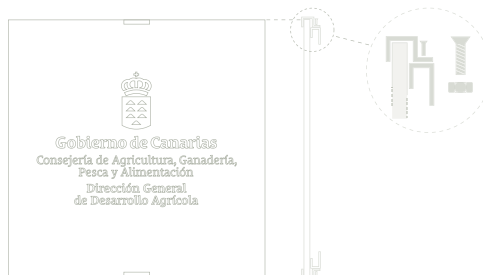 Gobierno de Canarias
Consejería de Agricultura, Ganadería,
Pesca y Alimentación
Dirección General
de Desarrollo Agrícola